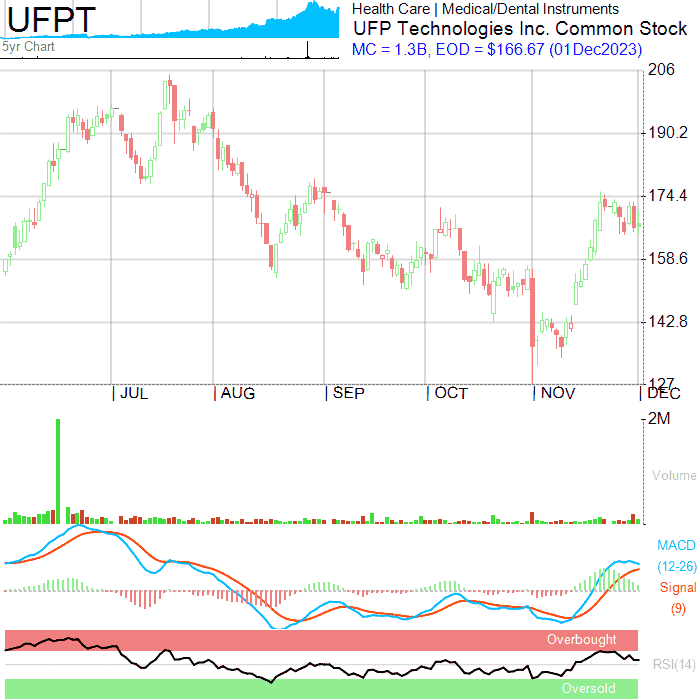 UFPT
5yr Chart
Health Care | Medical/Dental Instruments
UFP Technologies Inc. Common Stock
MC = 1.3B, EOD = $166.67 (01Dec2023)
206
190.2
174.4
158.6
142.8
127
JUL
AUG
SEP
OCT
NOV
DEC
2M
Volume
MACD
(12-26)
Signal
(9)
Overbought
RSI(14)
Oversold